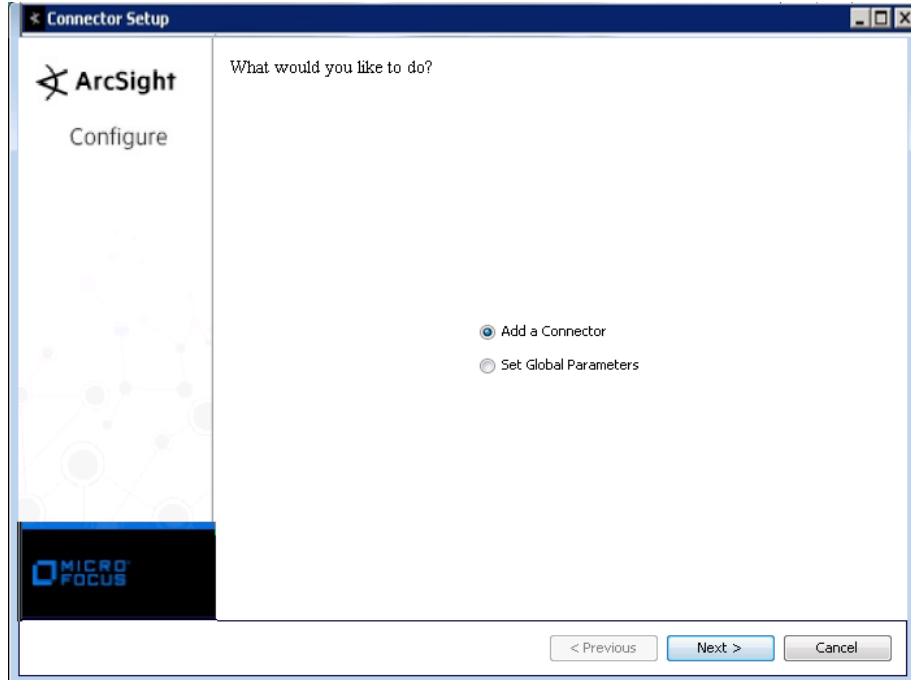 Connector Setup
ArcSight
Configure
What would you like to do?
Add a Connector
Set Global Parameters
MICRO
FOCUS
< Previous
Next >
Cancel